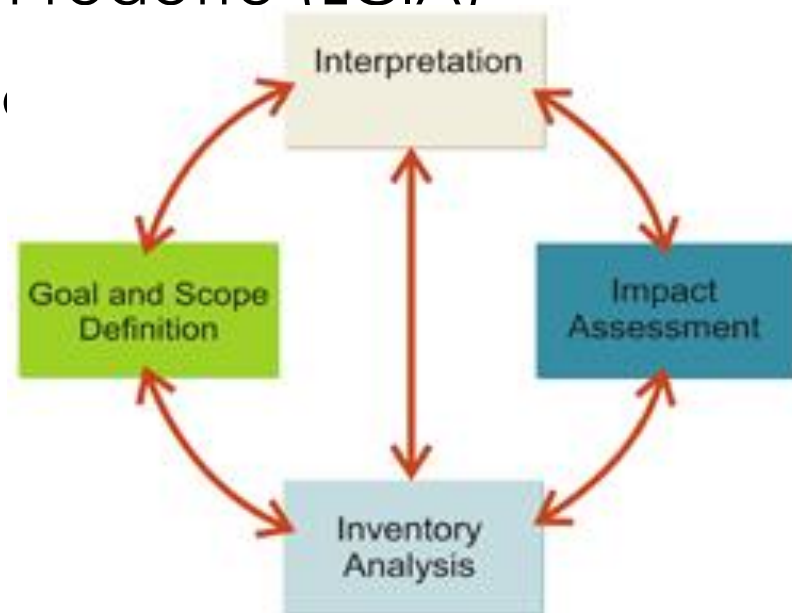 Interpretation
Goal and Scope
Definition
Impact
Assessment
Inventory
Analysis